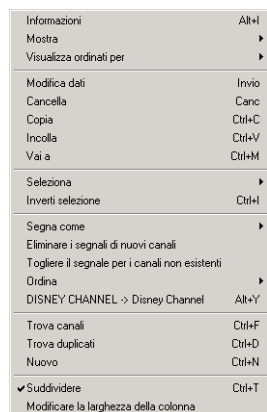 Informazioni Alt+I
Mostra
Visualizza ordinati per
Modifica dati Invio
Cancella Canc
Copia Ctrl+C
Incolla Ctrl+V
Vai a Ctrl+M
Seleziona
Inverti selezione Ctrl+I
Segna come
Eliminare i segnali di nuovi canali
Togliere il segnale per i canali non esistenti
Ordina
DISNEY CHANNEL -> Disney Channel Alt+Y
Trova canali Ctrl+F
Trova duplicati Ctrl+D
Nuovo Ctrl+N
Suddividere Ctrl+T
Modificare la larghezza della colonna